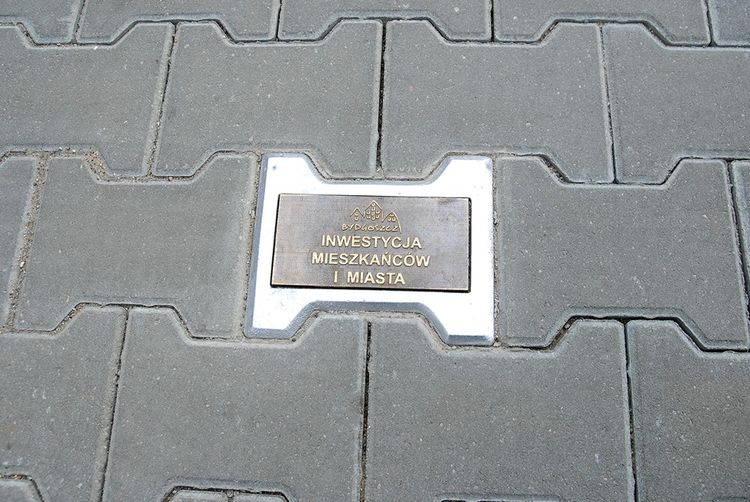 BYDGOSZCZ
INWESTYCJA
MIESZKAŃCÓW
I MIASTA